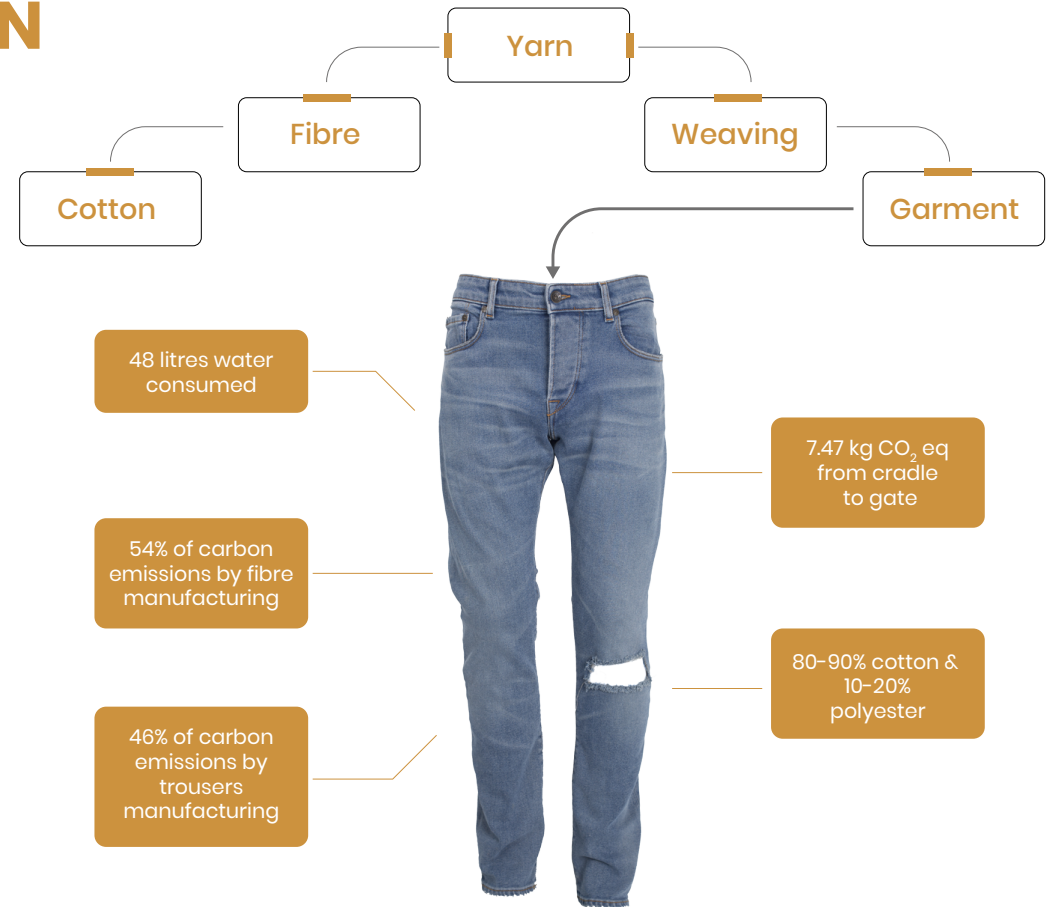 N
Yarn
Fibre
Weaving
Cotton
Garment
48 litres water
consumed
7.47 kg CO₂ eq
from cradle
to gate
54% of carbon
emissions by fibre
manufacturing
80-90% cotton &
10-20%
polyester
46% of carbon
emissions by
trousers
manufacturing